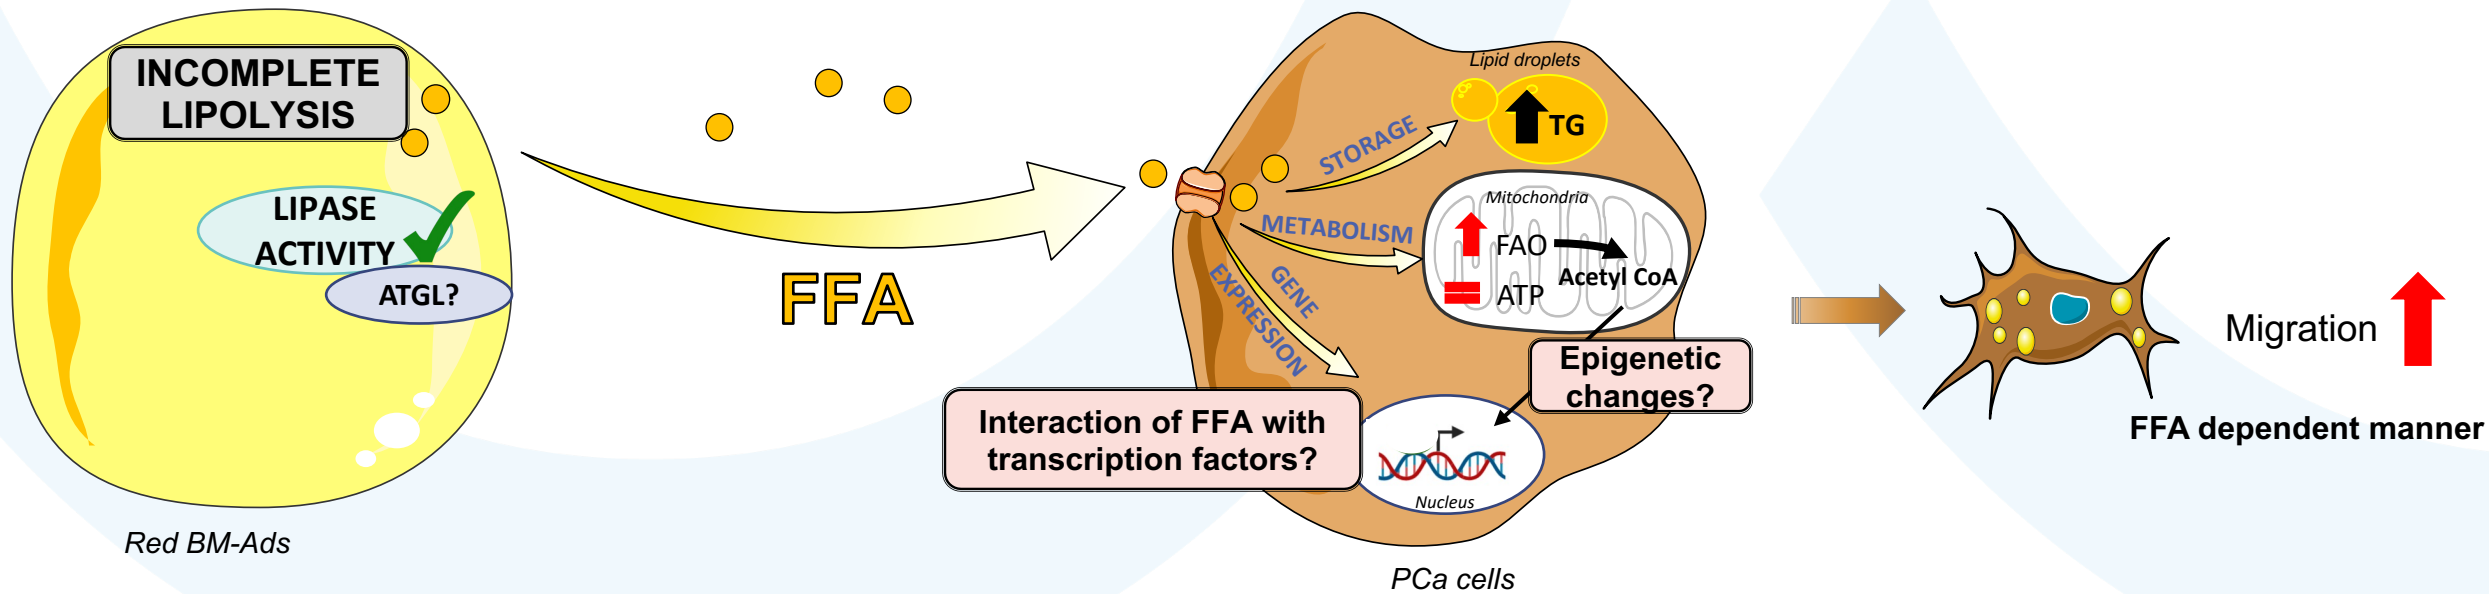 INCOMPLETE
LIPOLYSIS
LIPASE
ACTIVITY
ATGL?
Red BM-Ads
FFA
STORAGE
METABOLISM
GENE
EXPRESSION
Lipid droplets
TG
Mitochondria
FAO
Acetyl CoA
ATP
Epigenetic
changes?
Interaction of FFA with
transcription factors?
Nucleus
PCa cells
Migration
FFA dependent manner